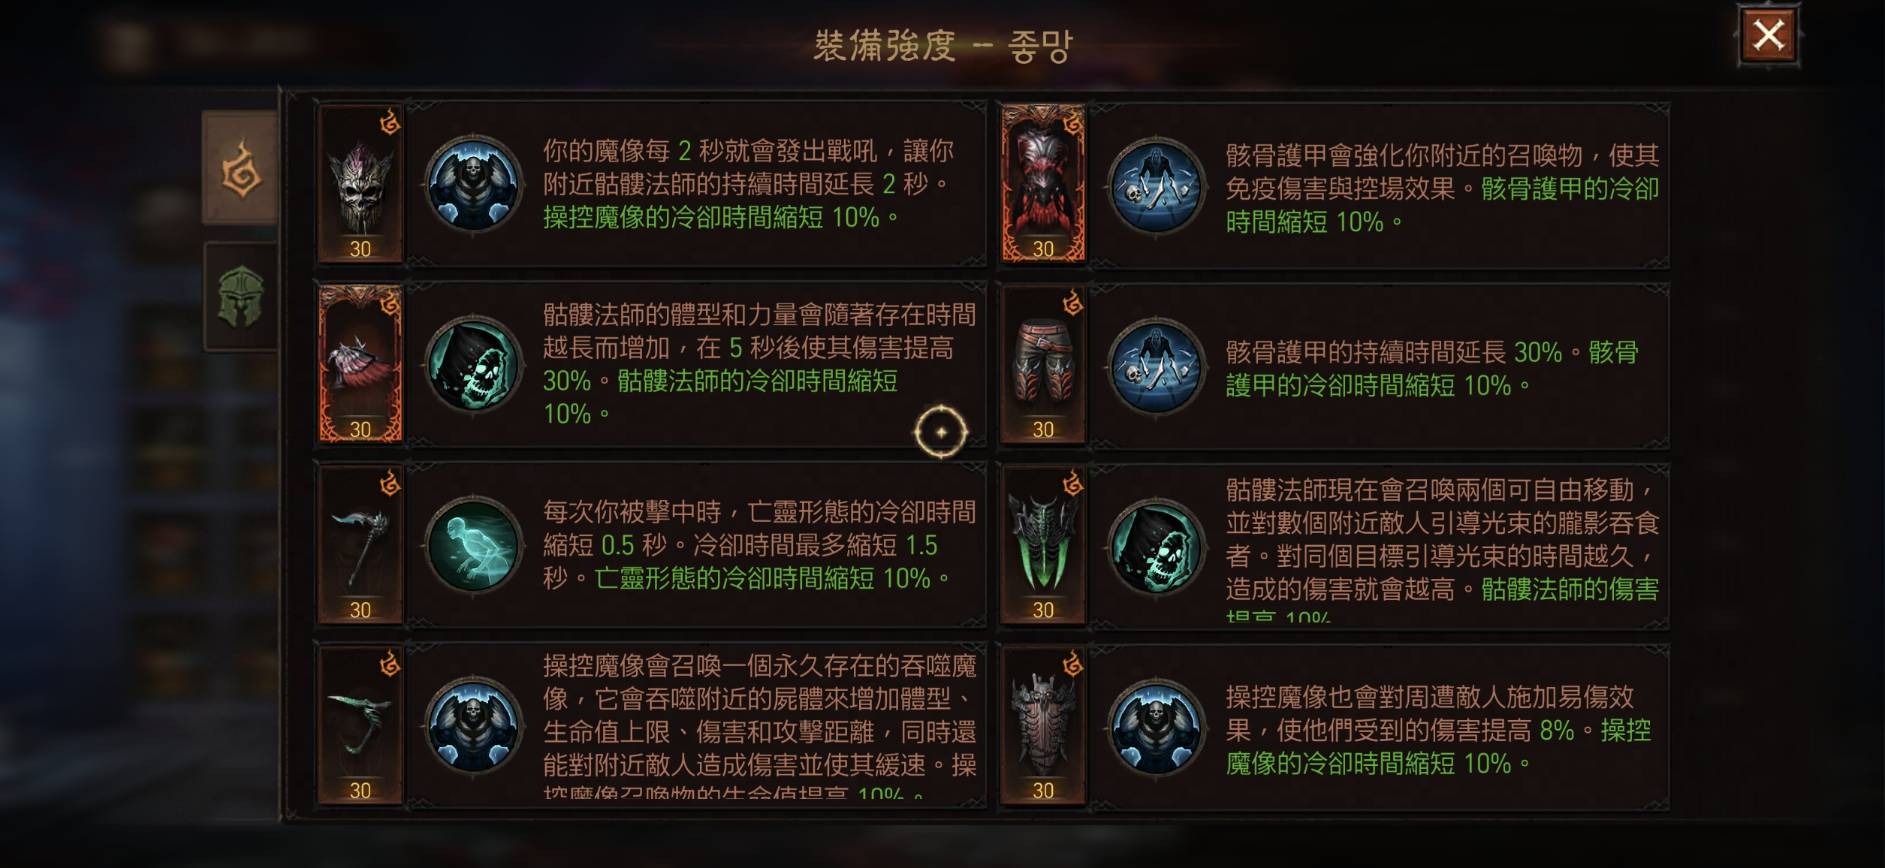 裝備強度 – 종망
你的魔像每 2 秒就會發出戰吼，讓你
附近骷髏法師的持續時間延長 2 秒。
操控魔像的冷卻時間縮短 10%。
30
骸骨護甲會強化你附近的召喚物，使其
免疫傷害與控場效果。骸骨護甲的冷卻
時間縮短 10%。
30
骷髏法師的體型和力量會隨著存在時間
越長而增加，在 5 秒後使其傷害提高
30%。骷髏法師的冷卻時間縮短
10%。
30
骸骨護甲的持續時間延長 30%。骸骨
護甲的冷卻時間縮短 10%。
30
每次你被擊中時，亡靈形態的冷卻時間
縮短 0.5 秒。冷卻時間最多縮短 1.5
秒。亡靈形態的冷卻時間縮短 10%。
30
骷髏法師現在會召喚兩個可自由移動，
並對數個附近敵人引導光束的朧影吞食
者。對同個目標引導光束的時間越久，
造成的傷害就會越高。骷髏法師的傷害
提高 10%
30
操控魔像會召喚一個永久存在的吞噬魔
像，它會吞噬附近的屍體來增加體型、
生命值上限、傷害和攻擊距離，同時還
能對附近敵人造成傷害並使其緩速。操
控魔像召喚物的生命值提高 10%。
30
操控魔像也會對周遭敵人施加易傷效
果，使他們受到的傷害提高 8%。操控
魔像的冷卻時間縮短 10%。
30